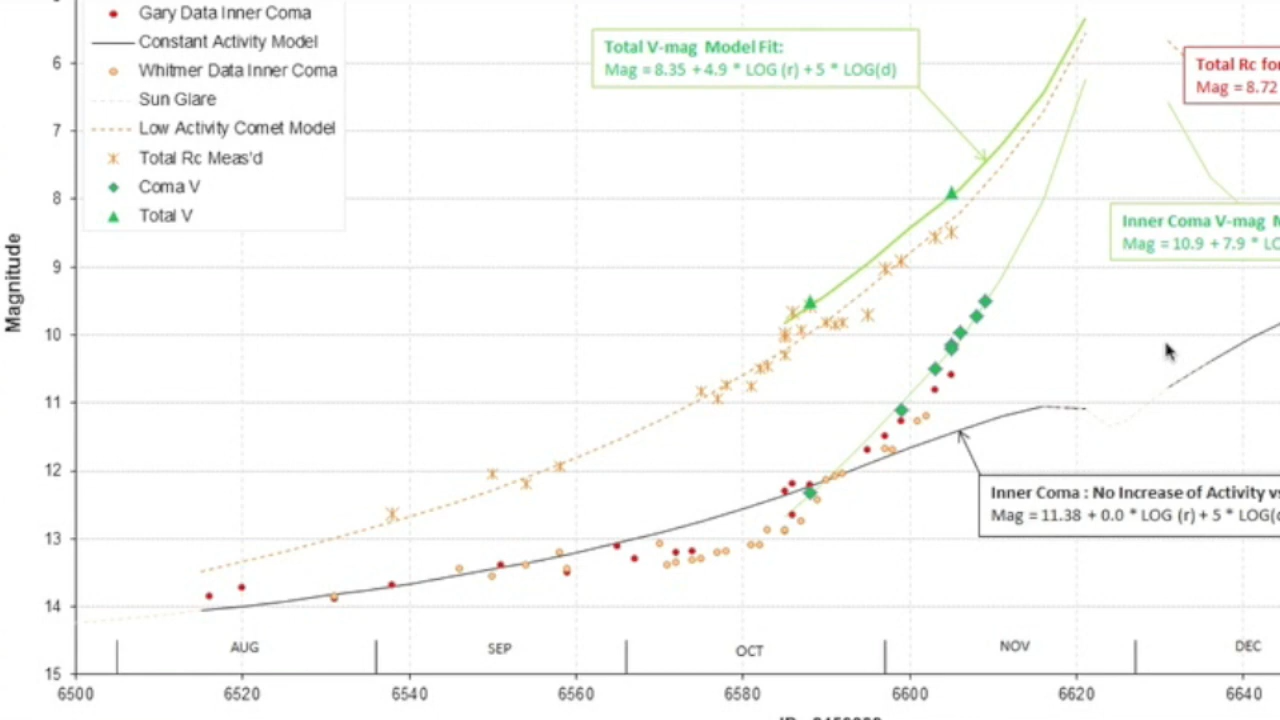 Gary Data Inner Coma
Constant Activity Model
Whitmer Data Inner Coma
Sun Glare
Low Activity Comet Model
Total Rc Meas'd
Coma V
Total V
Total V-mag Model Fit:
Mag = 8.35 + 4.9 * LOG (r) + 5 * LOG(d)
Total Rc for
Mag = 8.72
Inner Coma V-mag
Mag = 10.9 + 7.9 * LO
Inner Coma : No Increase of Activity vs
Mag = 11.38 + 0.0 * LOG (r) + 5 * LOG(d
Magnitude
6
7
8
9
10
11
12
13
14
15
AUG SEP OCT NOV DEC
6500 6520 6540 6560 6580 6600 6620 6640